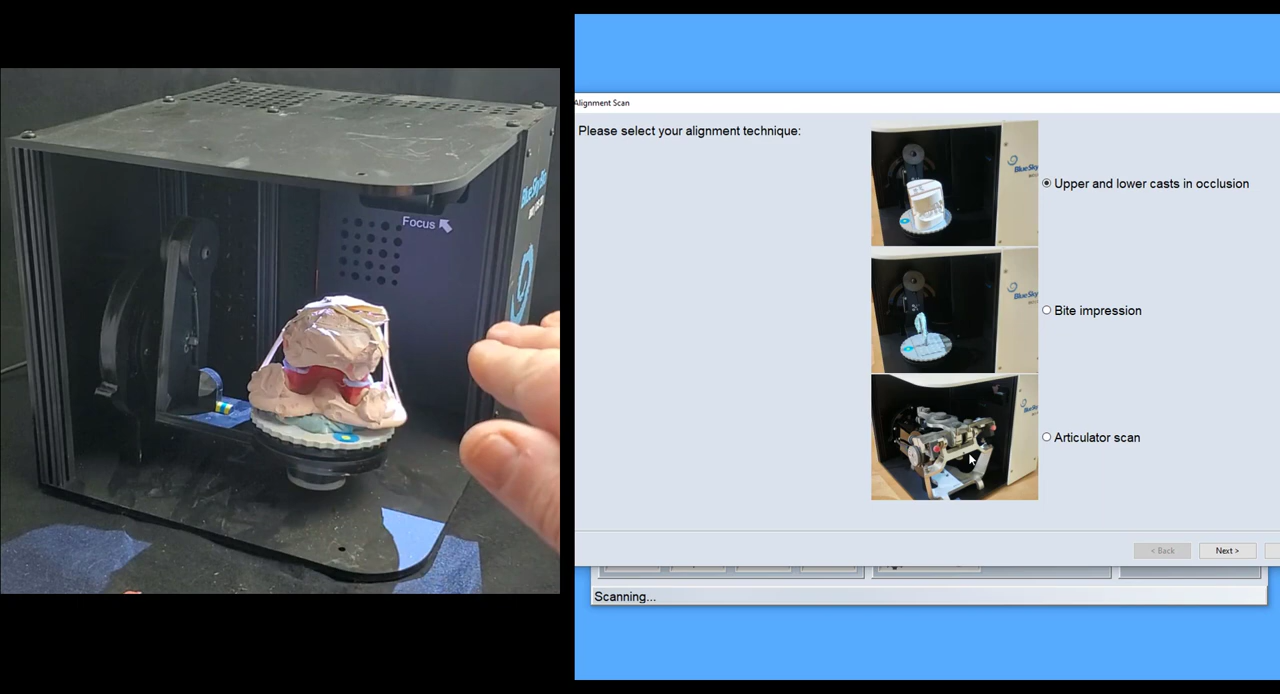 Focus
Alignment Scan
Please select your alignment technique:
Upper and lower casts in occlusion
Bite impression
Articulator scan
< Back
Next >
Scanning...